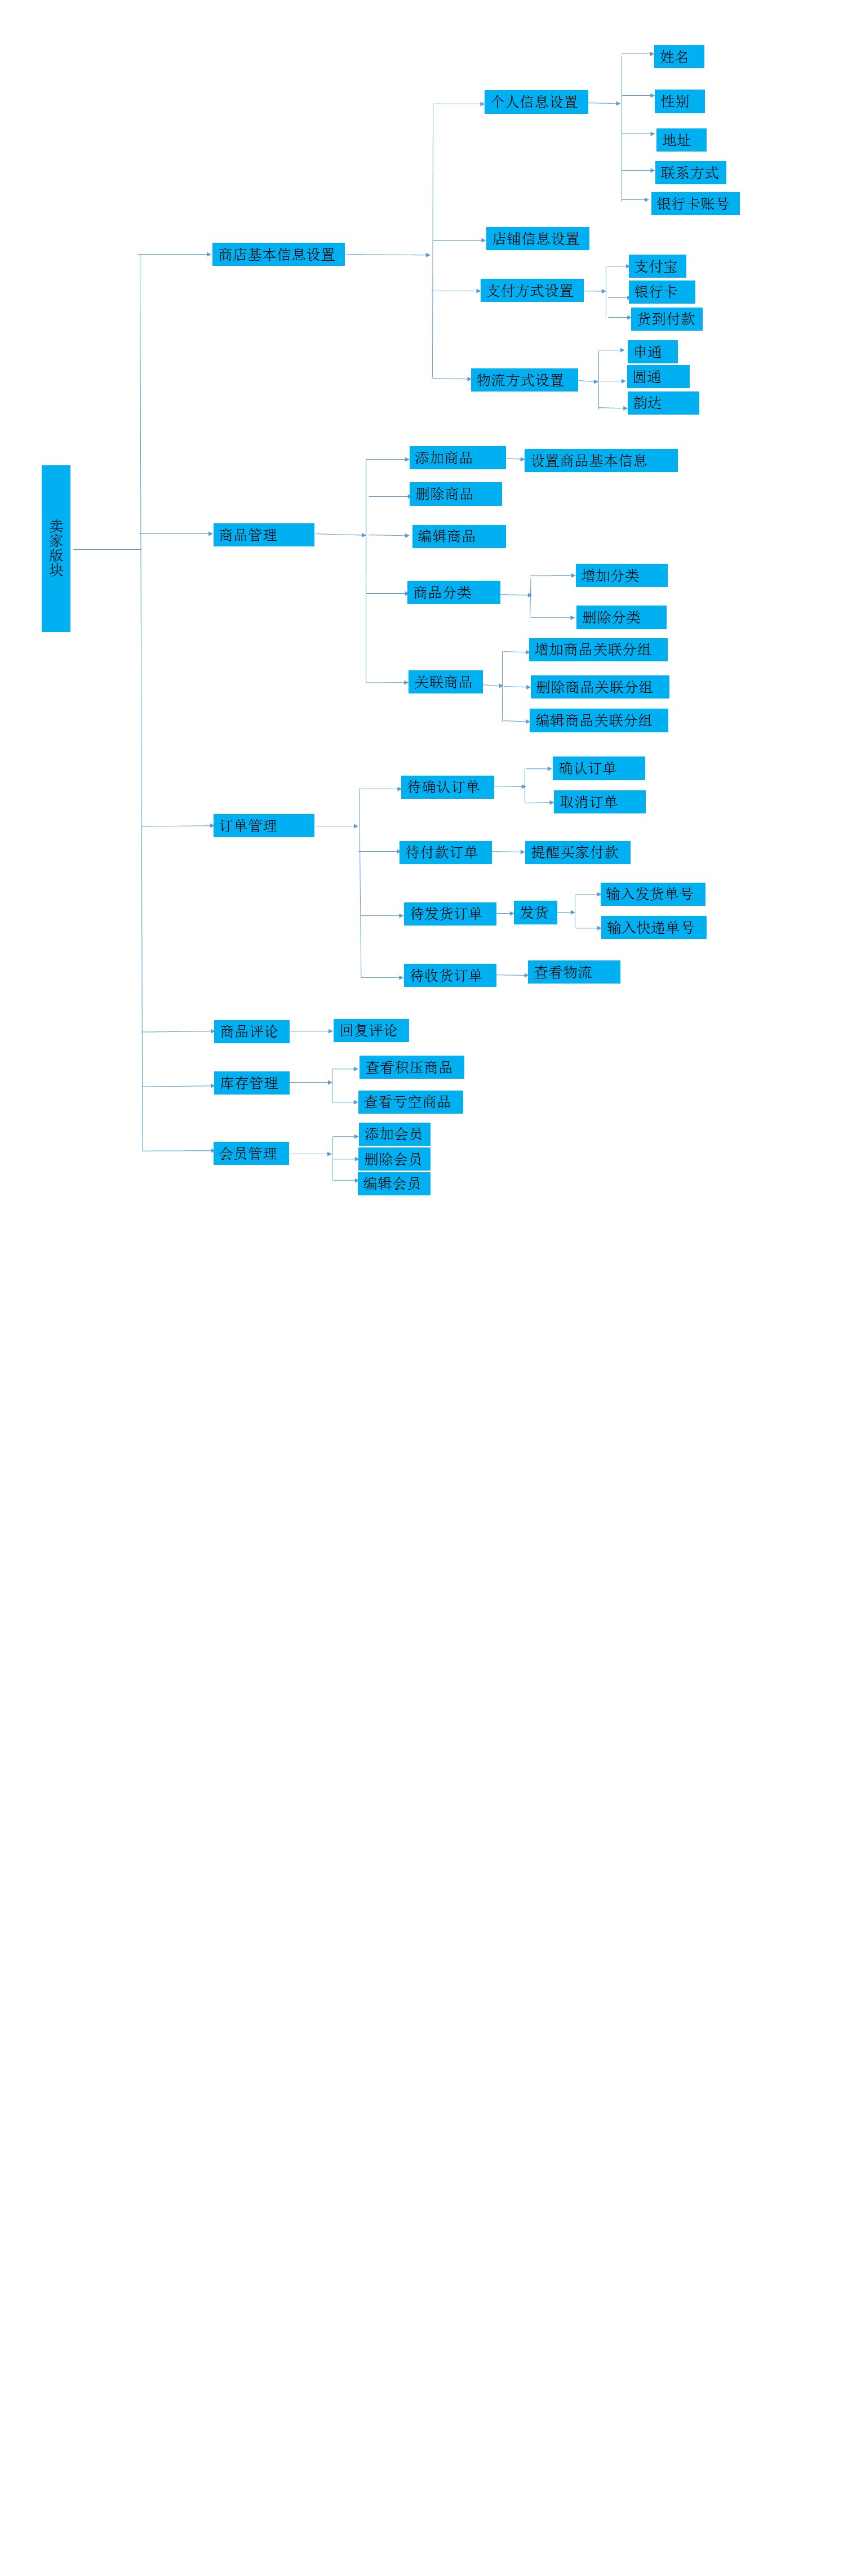 卖家版块
商店基本信息设置
个人信息设置
姓名
性别
地址
联系方式
银行卡账号
店铺信息设置
支付方式设置
支付宝
银行卡
货到付款
物流方式设置
申通
圆通
韵达
商品管理
添加商品
设置商品基本信息
删除商品
编辑商品
商品分类
增加分类
删除分类
关联商品
增加商品关联分组
删除商品关联分组
编辑商品关联分组
订单管理
待确认订单
确认订单
取消订单
待付款订单
提醒买家付款
待发货订单
发货
输入发货单号
输入快递单号
待收货订单
查看物流
商品评论
回复评论
库存管理
查看积压商品
查看亏空商品
会员管理
添加会员
删除会员
编辑会员